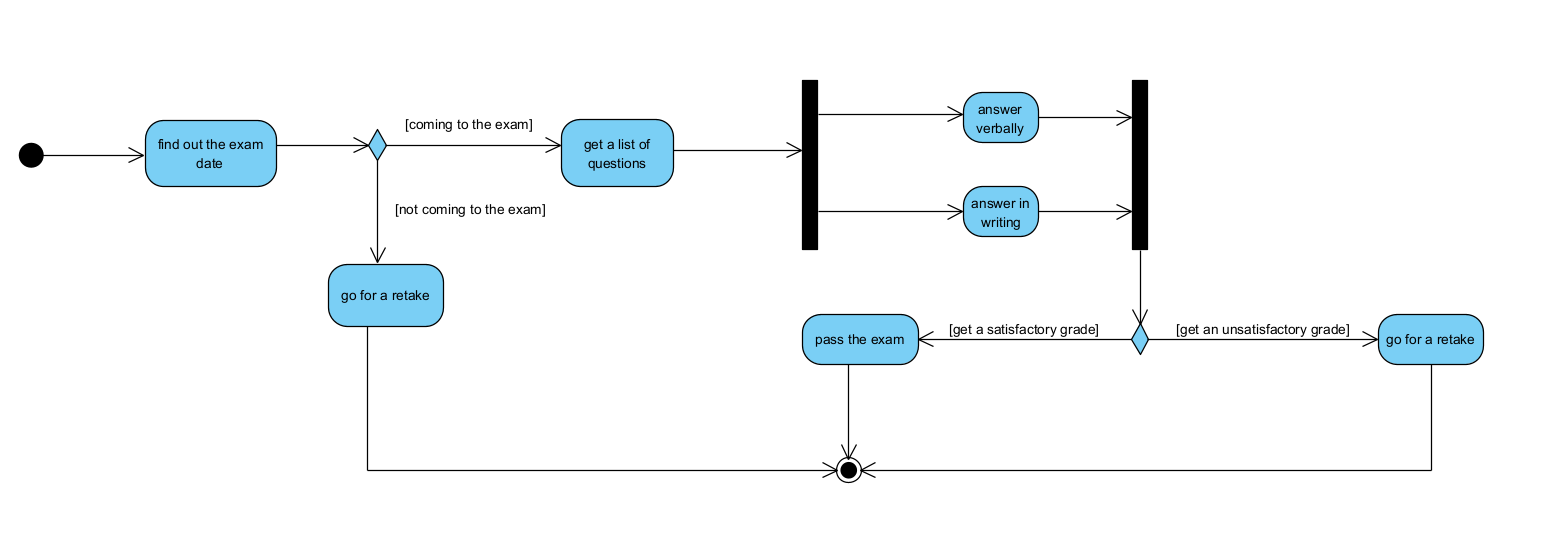 find out the exam
date
[coming to the exam]
get a list of
questions
[not coming to the exam]
go for a retake
answer
verbally
answer in
writing
pass the exam
[get a satisfactory grade]
[get an unsatisfactory grade]
go for a retake